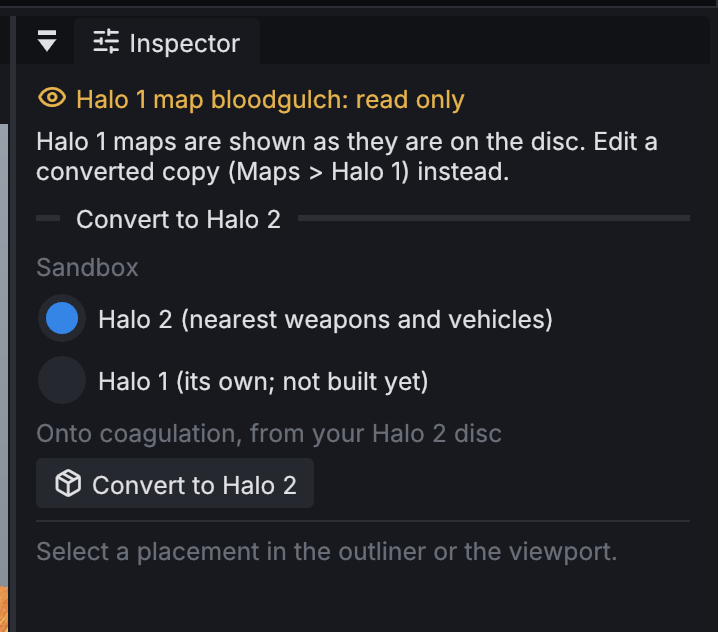 Inspector
Halo 1 map bloodgulch: read only
Halo 1 maps are shown as they are on the disc. Edit a
converted copy (Maps > Halo 1) instead.
Convert to Halo 2
Sandbox
Halo 2 (nearest weapons and vehicles)
Halo 1 (its own; not built yet)
Onto coagulation, from your Halo 2 disc
Convert to Halo 2
Select a placement in the outliner or the viewport.